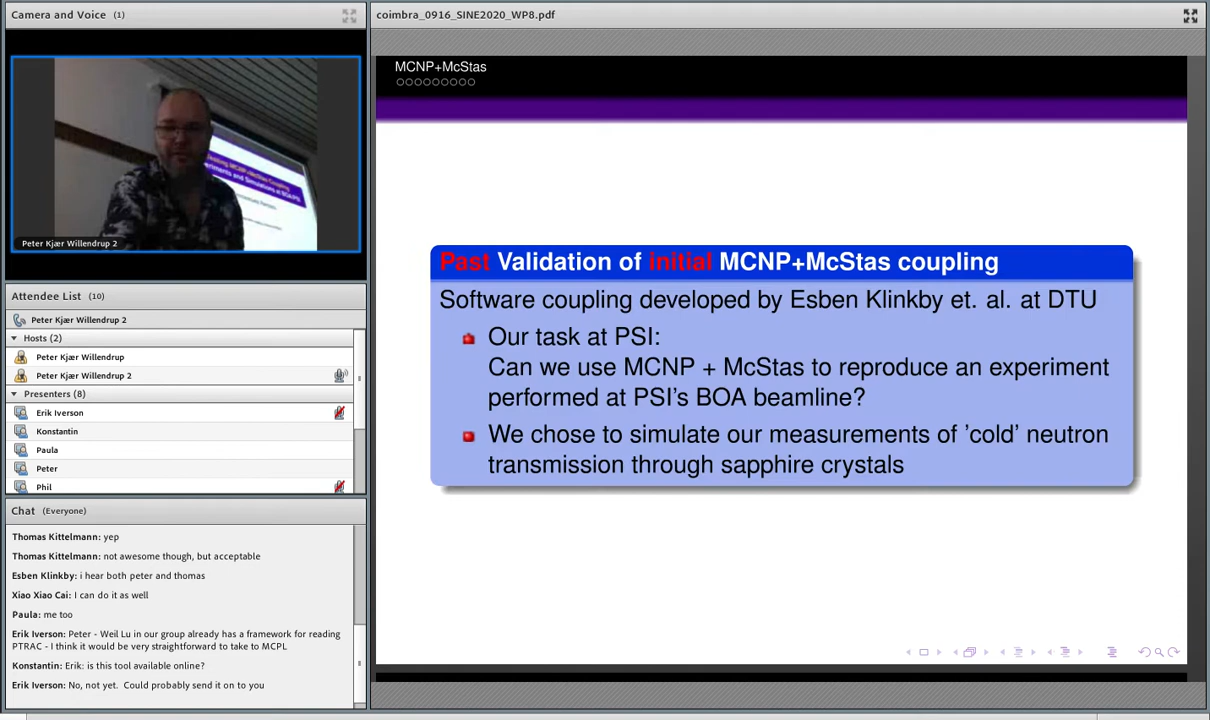 Camera and Voice (1)
Peter Kjær Willendrup 2
Attendee List (10)
Peter Kjær Willendrup 2
Hosts (2)
Peter Kjær Willendrup
Peter Kjær Willendrup 2
Presenters (8)
Erik Iverson
Konstantin
Paula
Peter
Phil
Chat (Everyone)
Thomas Kittelmann: yep
Thomas Kittelmann: not awesome though, but acceptable
Esben Klinkby: i hear both peter and thomas
Xiao Xiao Cai: I can do it as well
Paula: me too
Erik Iverson: Peter - Weil Lu in our group already has a framework for reading
PTRAC - I think it would be very straightforward to take to MCPL
Konstantin: Erik: is this tool available online?
Erik Iverson: No, not yet. Could probably send it on to you
coimbra_0916_SINE2020_WP8.pdf
MCNP+McStas
Past Validation of initial MCNP+McStas coupling
Software coupling developed by Esben Klinkby et. al. at DTU
Our task at PSI:
Can we use MCNP + McStas to reproduce an experiment
performed at PSI's BOA beamline?
We chose to simulate our measurements of 'cold' neutron
transmission through sapphire crystals